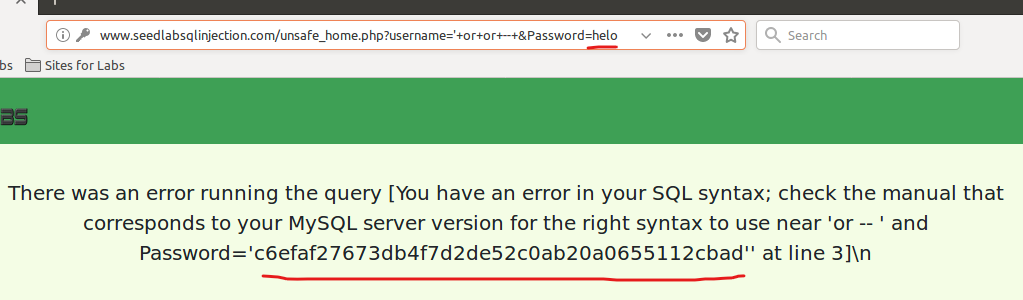 www.seedlabsqlinjection.com/unsafe_home.php?username='+or+or+--+&Password=helo
Search
bs
Sites for Labs
BS
There was an error running the query [You have an error in your SQL syntax; check the manual that
corresponds to your MySQL server version for the right syntax to use near 'or -- ' and
Password='c6efaf27673db4f7d2de52c0ab20a0655112cbad'' at line 3]\n